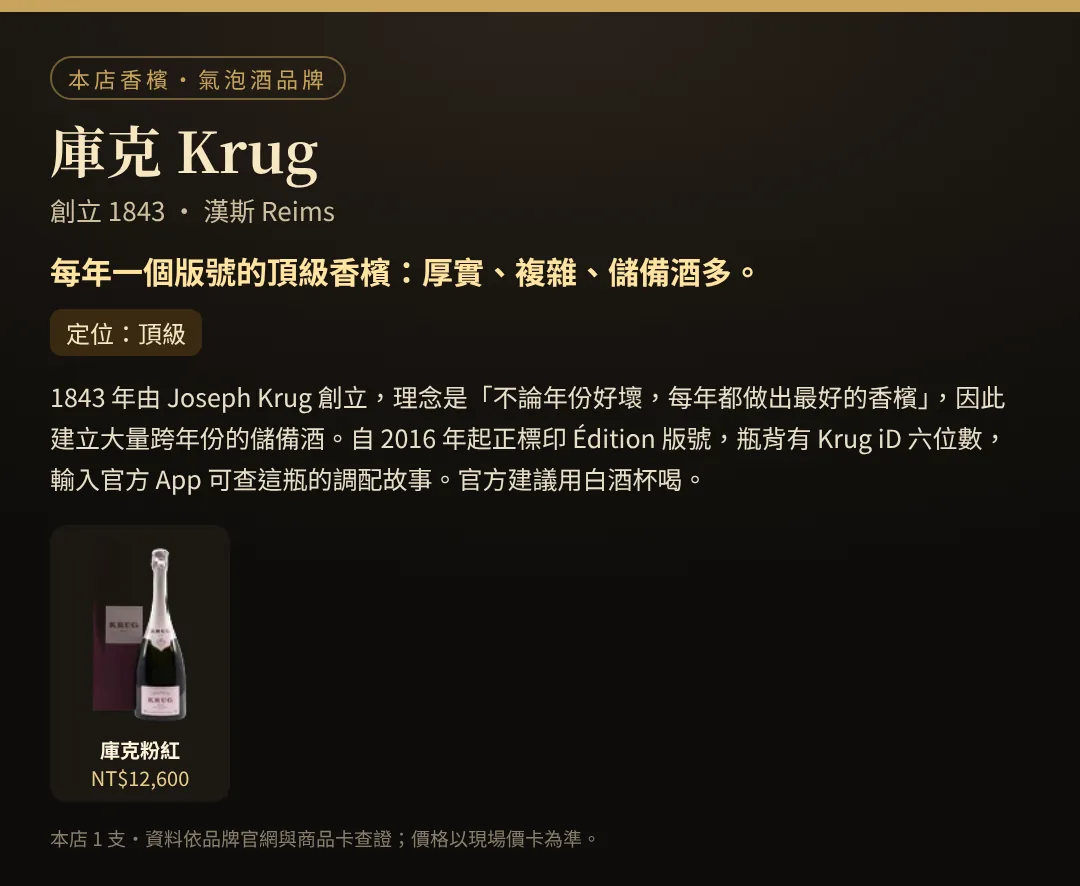 本店香檳・氣泡酒品牌
庫克 Krug
創立 1843 ・ 漢斯 Reims
每年一個版號的頂級香檳：厚實、複雜、儲備酒多。
定位：頂級
1843 年由 Joseph Krug 創立，理念是「不論年份好壞，每年都做出最好的香檳」，因此
建立大量跨年份的儲備酒。自 2016 年起正標印 Édition 版號，瓶背有 Krug iD 六位數，
輸入官方 App 可查這瓶的調配故事。官方建議用白酒杯喝。
KRUG
KRUG
KRUG
庫克粉紅
NT$12,600
本店 1 支・資料依品牌官網與商品卡查證；價格以現場價卡為準。